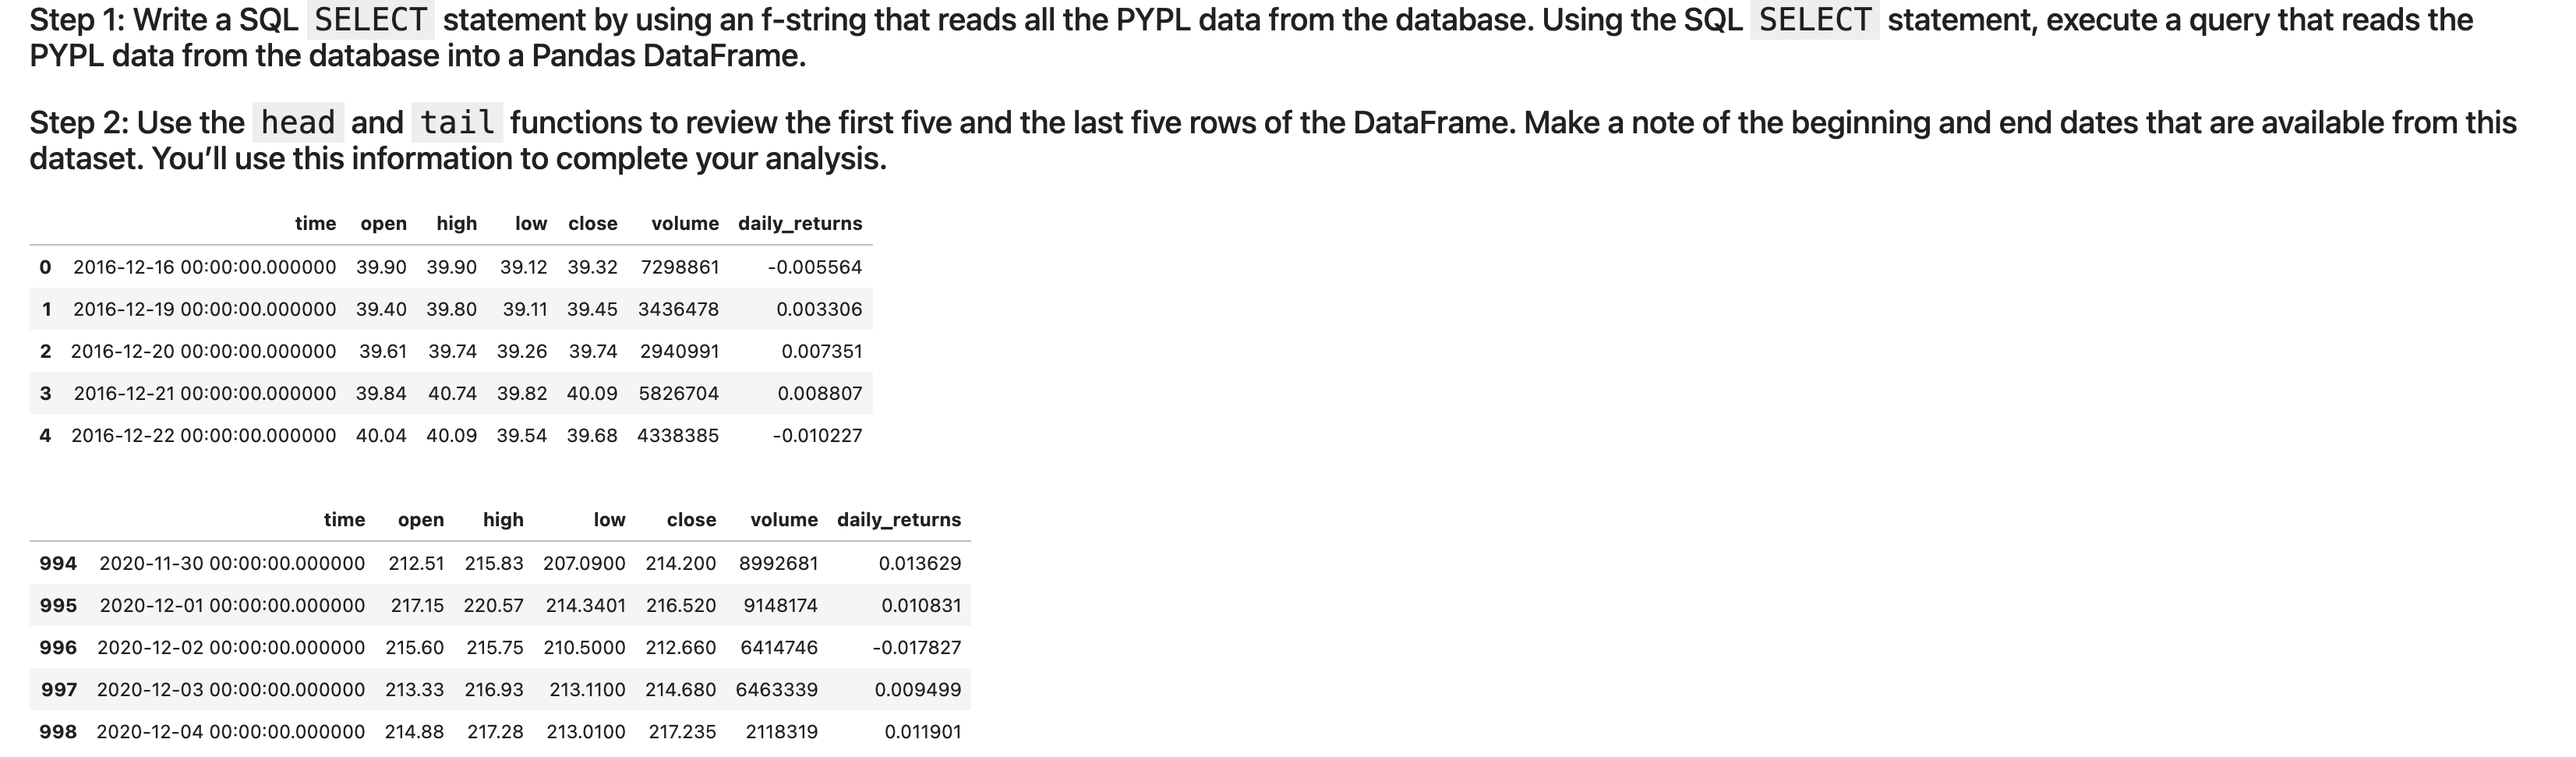 Step 1: Write a SQL SELECT statement by using an f-string that reads all the PYPL data from the database. Using the SQL SELECT statement, execute a query that reads the
PYPL data from the database into a Pandas DataFrame.
Step 2: Use the head and tail functions to review the first five and the last five rows of the DataFrame. Make a note of the beginning and end dates that are available from this
dataset. You’ll use this information to complete your analysis.
time open high low close volume daily_returns
0 2016-12-16 00:00:00.000000 39.90 39.90 39.12 39.32 7298861 -0.005564
1 2016-12-19 00:00:00.000000 39.40 39.80 39.11 39.45 3436478 0.003306
2 2016-12-20 00:00:00.000000 39.61 39.74 39.26 39.74 2940991 0.007351
3 2016-12-21 00:00:00.000000 39.84 40.74 39.82 40.09 5826704 0.008807
4 2016-12-22 00:00:00.000000 40.04 40.09 39.54 39.68 4338385 -0.010227
time open high low close volume daily_returns
994 2020-11-30 00:00:00.000000 212.51 215.83 207.0900 214.200 8992681 0.013629
995 2020-12-01 00:00:00.000000 217.15 220.57 214.3401 216.520 9148174 0.010831
996 2020-12-02 00:00:00.000000 215.60 215.75 210.5000 212.660 6414746 -0.017827
997 2020-12-03 00:00:00.000000 213.33 216.93 213.1100 214.680 6463339 0.009499
998 2020-12-04 00:00:00.000000 214.88 217.28 213.0100 217.235 2118319 0.011901